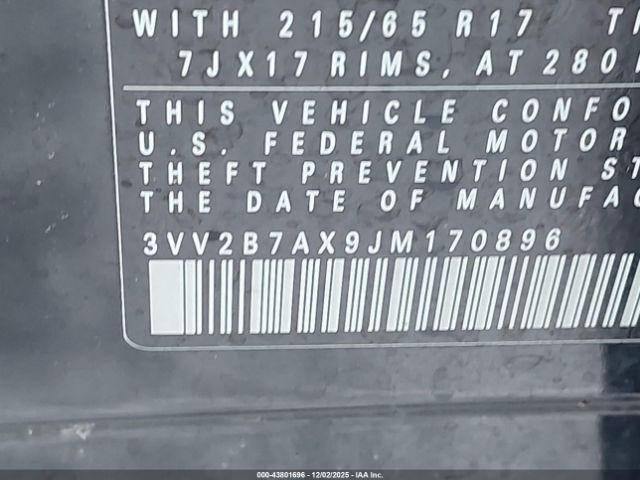 WITH 215/65 R17
7JX17 RIMS, AT 280
THIS VEHICLE CONFO
U.S. FEDERAL MOTOR
THEFT PREVENTION ST
THE DATE OF MANUFAC
3VV2B7AX9JM170896
000-43801696 - 12/02/2025 - IAA Inc.